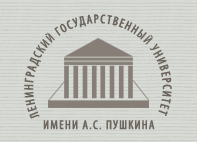 ЛЕНИНГРАДСКИЙ ГОСУДАРСТВЕННЫЙ УНИВЕРСИТЕТ
ИМЕНИ А.С. ПУШКИНА